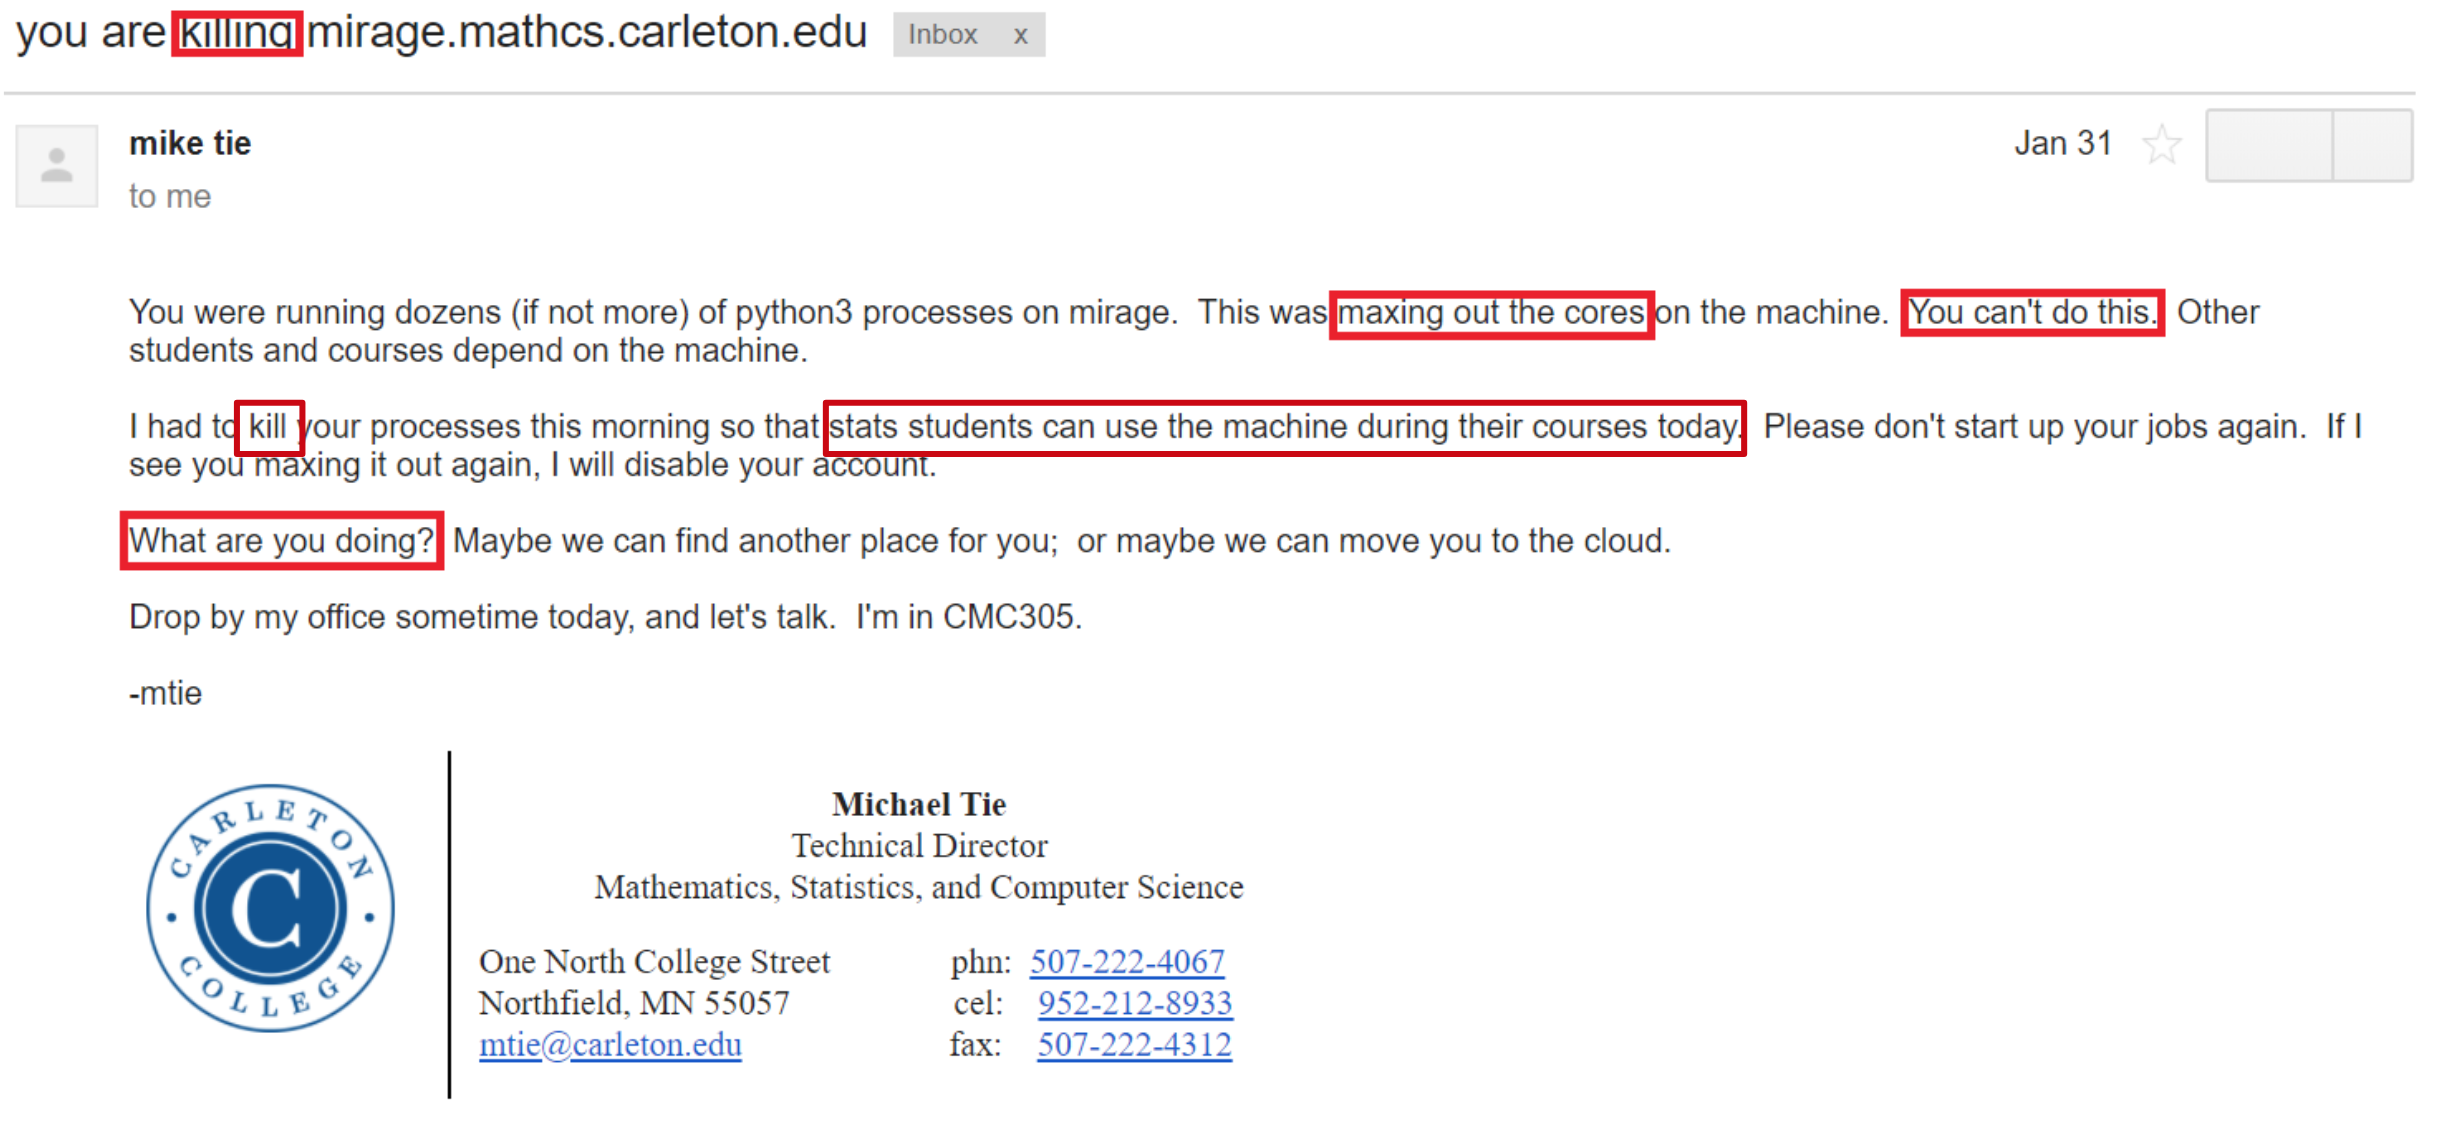 you are killing mirage.mathcs.carleton.edu Inbox x
mike tie Jan 31
to me
You were running dozens (if not more) of python3 processes on mirage. This was maxing out the cores on the machine. You can't do this. Other
students and courses depend on the machine.
I had to kill your processes this morning so that stats students can use the machine during their courses today. Please don't start up your jobs again. If I
see you maxing it out again, I will disable your account.
What are you doing? Maybe we can find another place for you; or maybe we can move you to the cloud.
Drop by my office sometime today, and let's talk. I'm in CMC305.
-mtie
CARLETON
C
COLLEGE
Michael Tie
Technical Director
Mathematics, Statistics, and Computer Science
One North College Street phn: 507-222-4067
Northfield, MN 55057 cel: 952-212-8933
mtie@carleton.edu fax: 507-222-4312